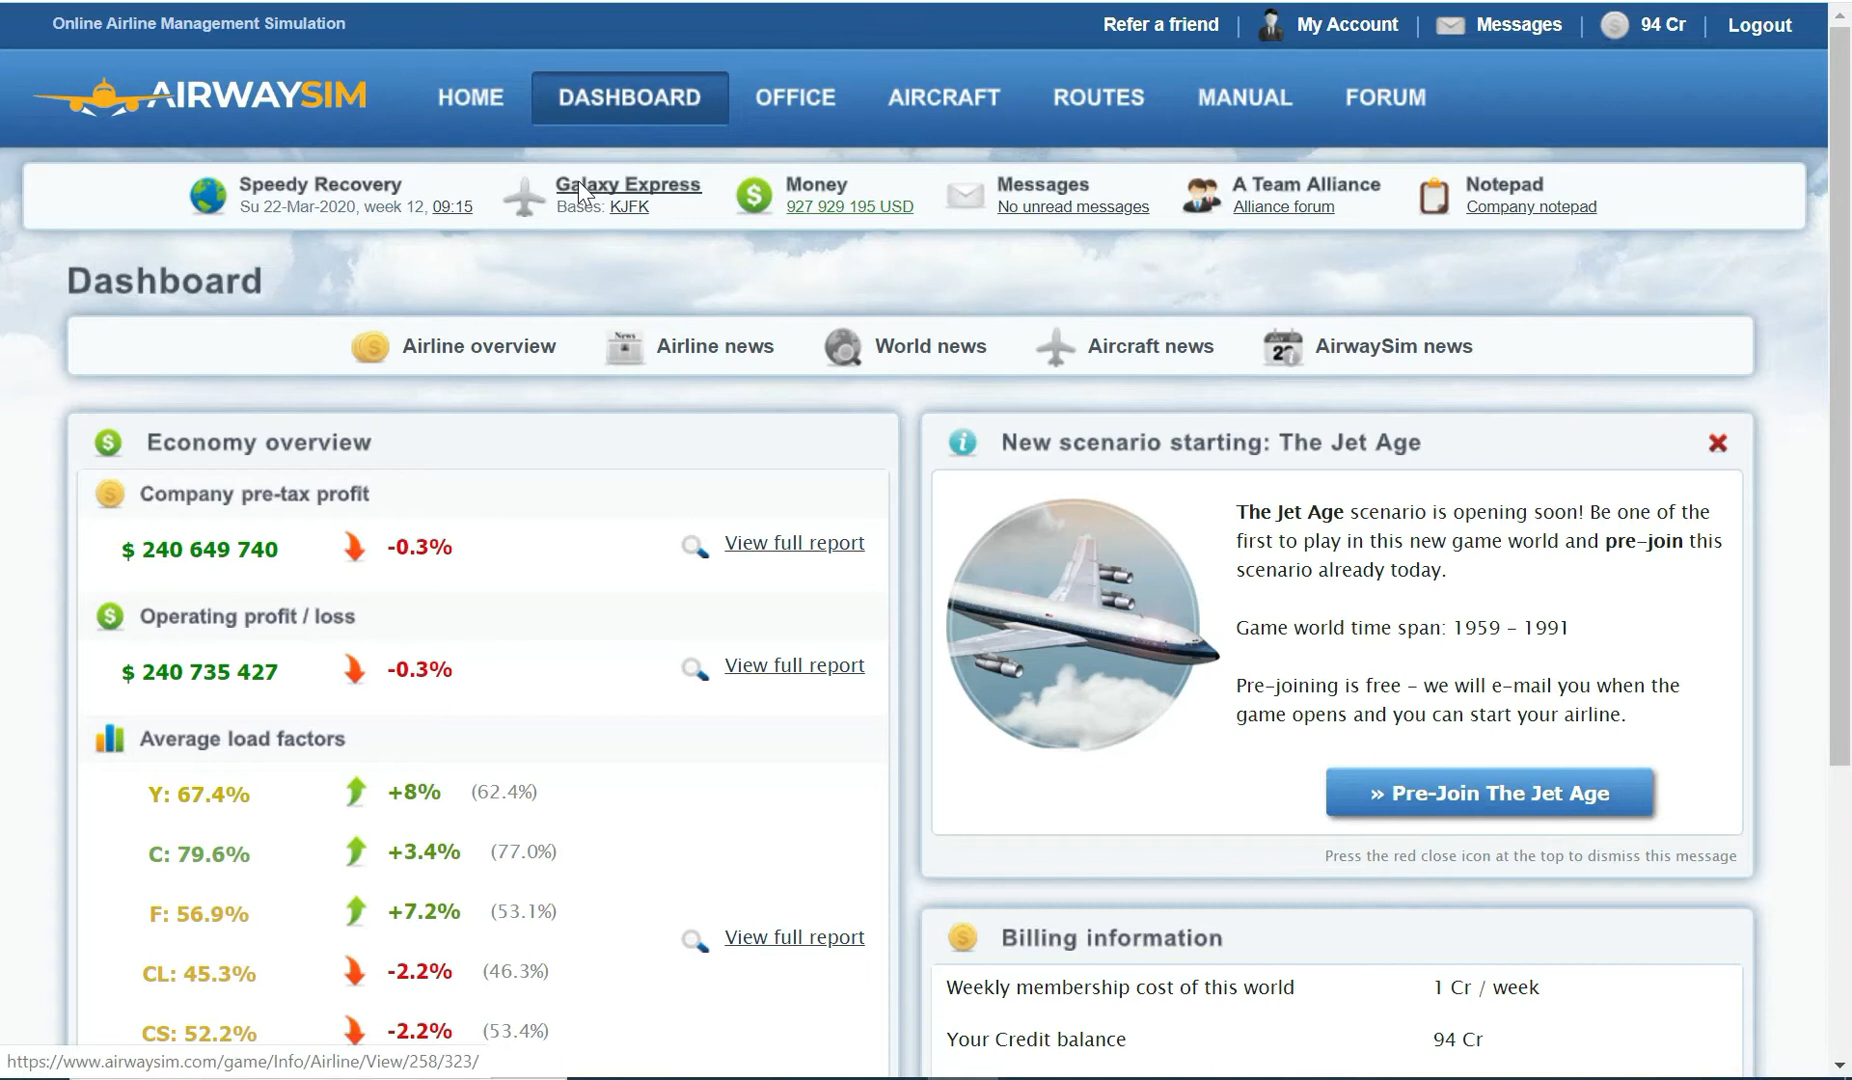 Online Airline Management Simulation
Refer a friend | My Account | Messages | 94 Cr | Logout
AIRWAYSIM
HOME DASHBOARD OFFICE AIRCRAFT ROUTES MANUAL FORUM
Speedy Recovery
Su 22-Mar-2020, week 12, 09:15
Galaxy Express
Bases: KJFK
Money
927 929 195 USD
Messages
No unread messages
A Team Alliance
Alliance forum
Notepad
Company notepad
Dashboard
Airline overview
News
Airline news
World news
Aircraft news
AirwaySim news
Economy overview
Company pre-tax profit
$ 240 649 740 -0.3% View full report
Operating profit / loss
$ 240 735 427 -0.3% View full report
Average load factors
Y: 67.4% +8% (62.4%)
C: 79.6% +3.4% (77.0%)
F: 56.9% +7.2% (53.1%)
View full report
CL: 45.3% -2.2% (46.3%)
CS: 52.2% -2.2% (53.4%)
New scenario starting: The Jet Age
The Jet Age scenario is opening soon! Be one of the
first to play in this new game world and pre-join this
scenario already today.
Game world time span: 1959 - 1991
Pre-joining is free - we will e-mail you when the
game opens and you can start your airline.
» Pre-Join The Jet Age
Press the red close icon at the top to dismiss this message
Billing information
Weekly membership cost of this world 1 Cr / week
Your Credit balance 94 Cr
https://www.airwaysim.com/game/Info/Airline/View/258/323/